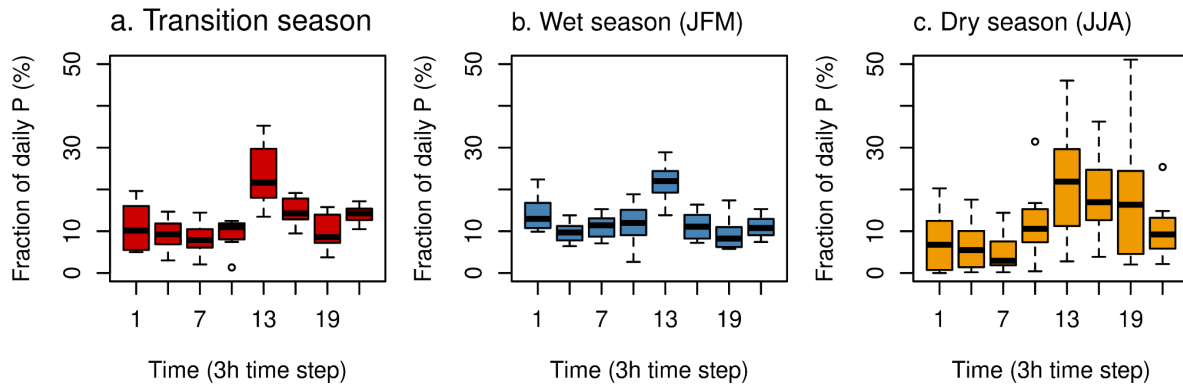 a. Transition season
Fraction of daily P (%)
50
30
10
0
1 7 13 19
Time (3h time step)
b. Wet season (JFM)
Fraction of daily P (%)
50
30
10
0
1 7 13 19
Time (3h time step)
c. Dry season (JJA)
Fraction of daily P (%)
50
30
10
0
1 7 13 19
Time (3h time step)